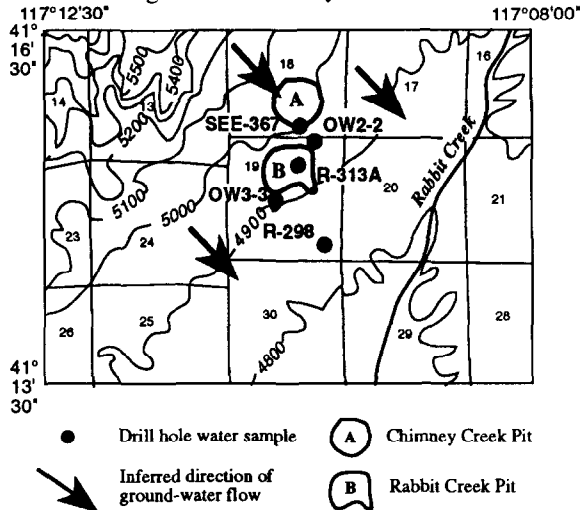 117°12'30"
117°08'00"
41°
16'
30"
5500
5400
18
16
17
14
13
A
5200
SEE-367
OW2-2
19
B
R-313A
20
Rabbit Creek
21
5100
5000
OW3-3
4900
23
24
R-298
30
28
29
25
26
4800
41°
13'
30"
Drill hole water sample
A
Chimney Creek Pit
Inferred direction of
ground-water flow
B
Rabbit Creek Pit